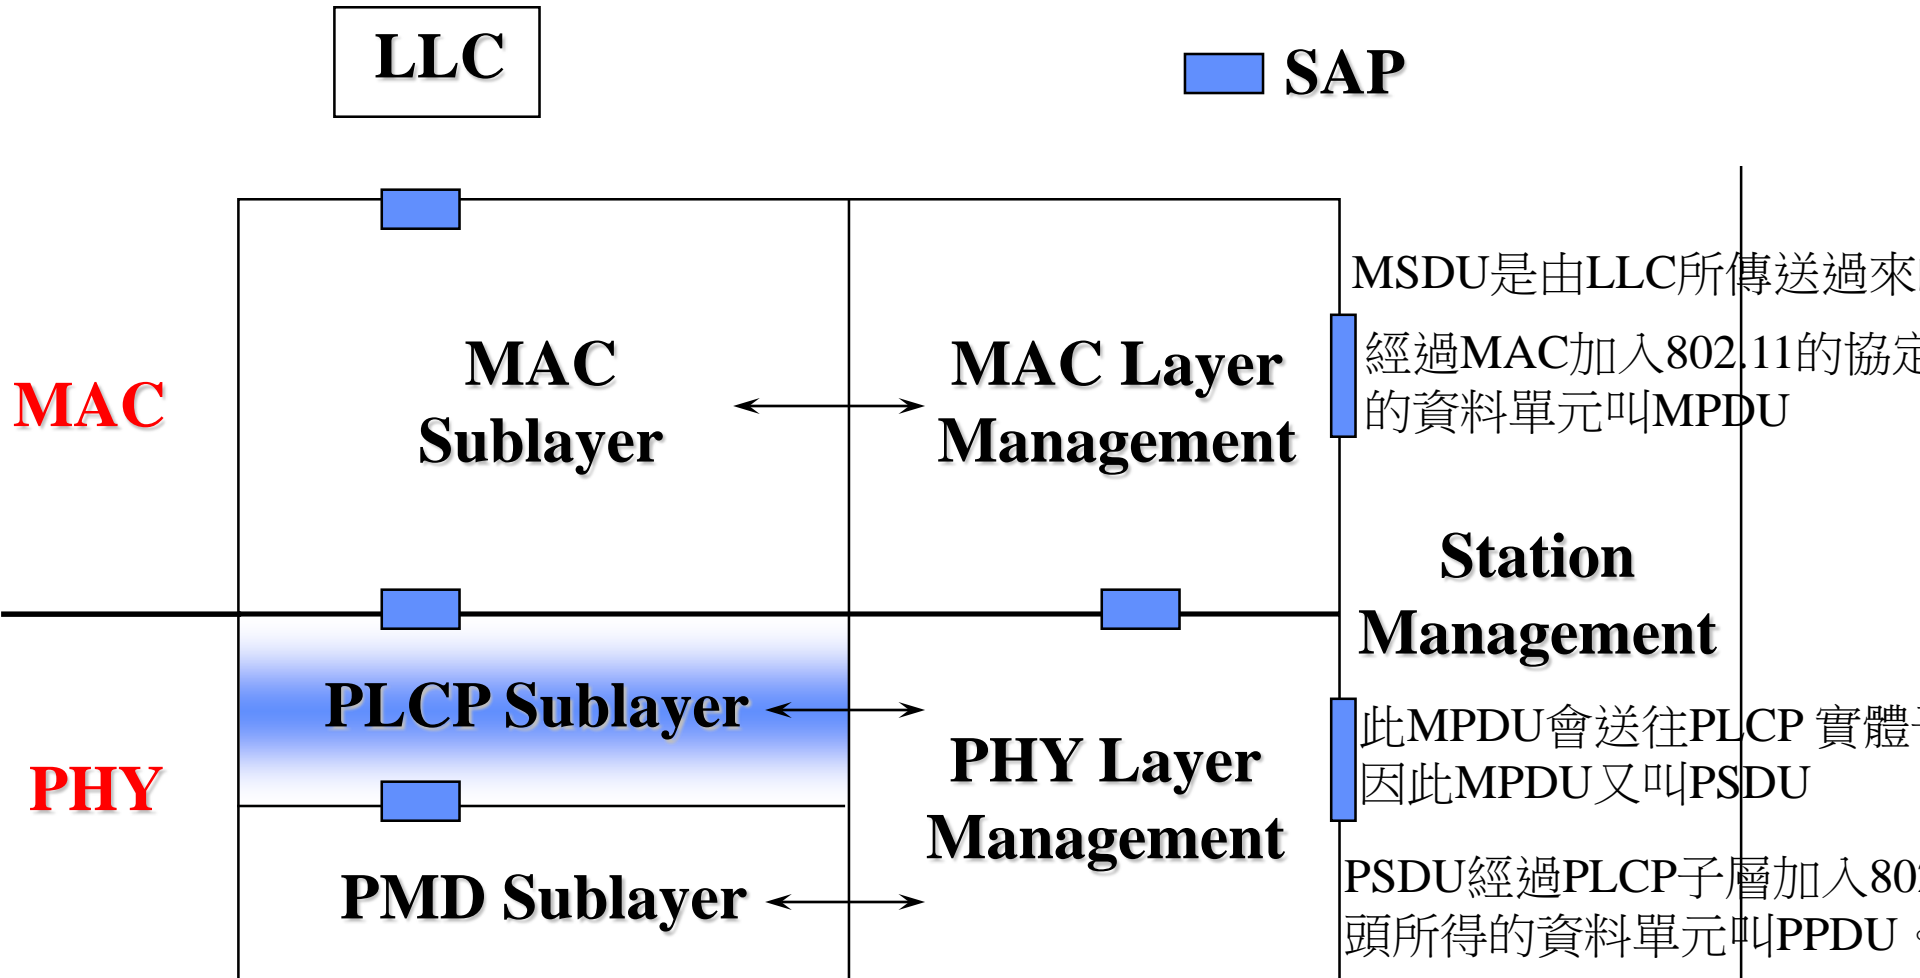 LLC
SAP
MAC
MAC
Sublayer
MAC Layer
Management
MSDU是由LLC所傳送過來
經過MAC加入802.11的協定
的資料單元叫MPDU
Station
Management
PHY
PLCP Sublayer
PMD Sublayer
PHY Layer
Management
此MPDU會送往PLCP 實體
因此MPDU又叫PSDU
PSDU經過PLCP子層加入80
頭所得的資料單元叫PPDU。